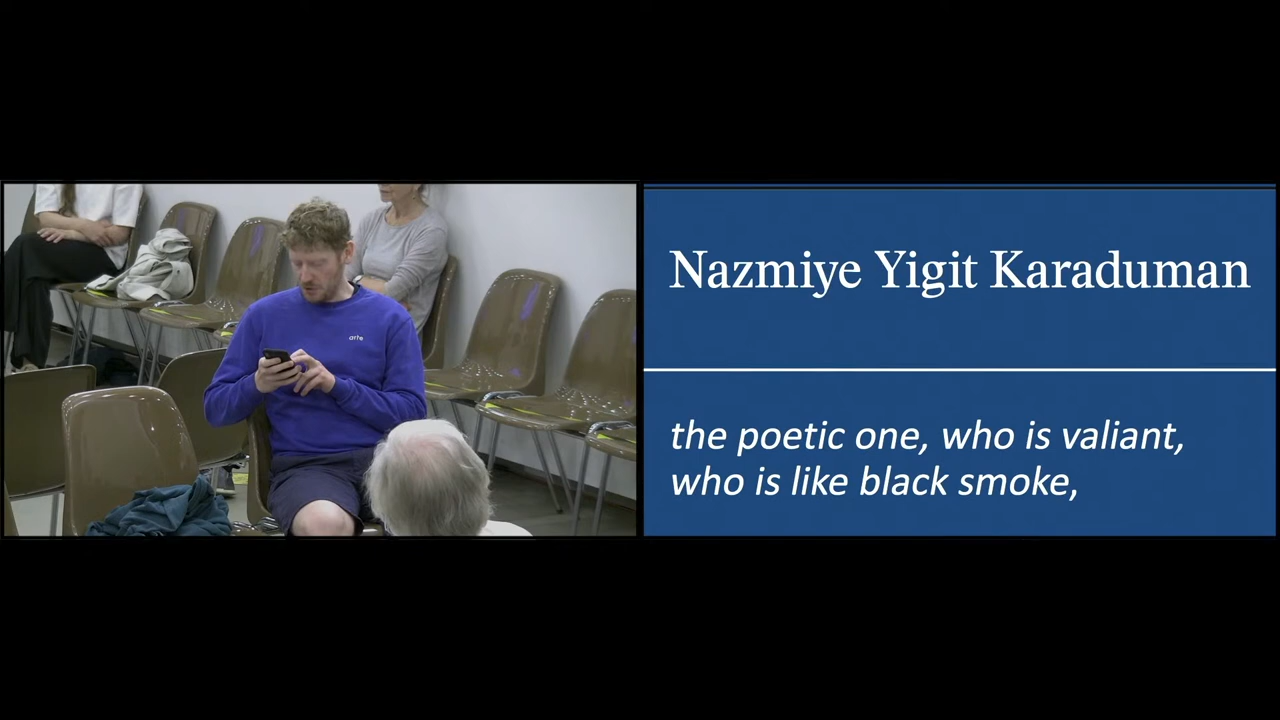 arte
Nazmiye Yigit Karaduman
the poetic one, who is valiant,
who is like black smoke,